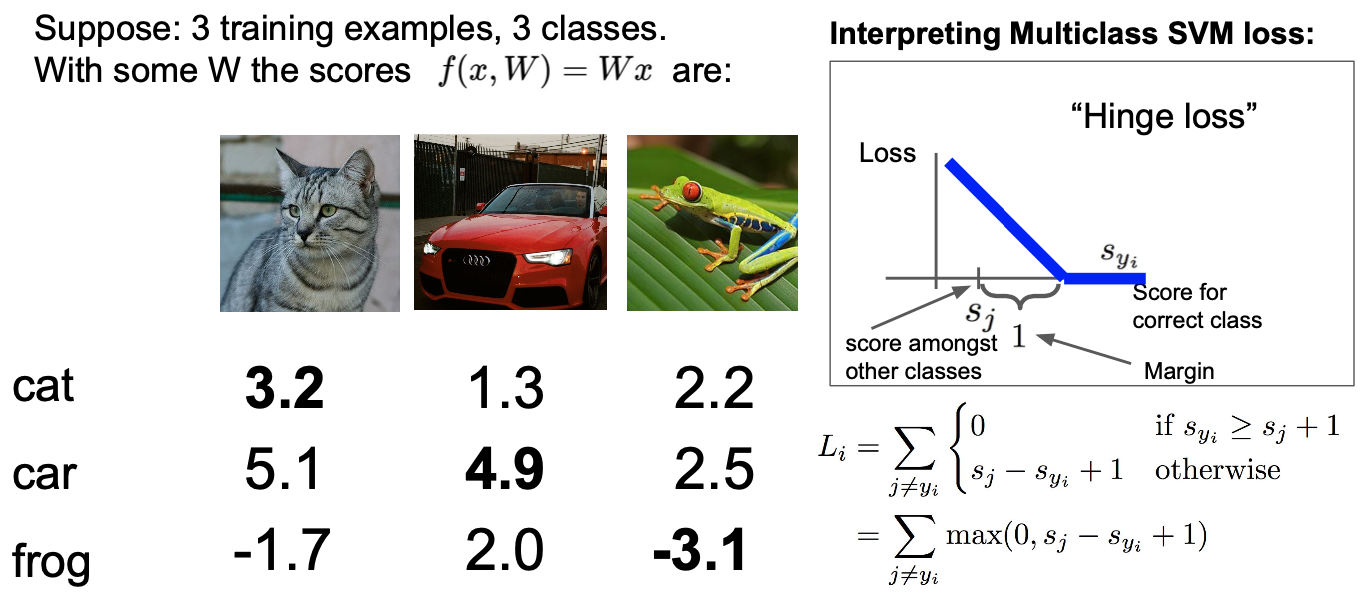 Suppose: 3 training examples, 3 classes.
With some W the scores f(x, W) = Wx are:
cat 3.2 1.3 2.2
car 5.1 4.9 2.5
frog -1.7 2.0 -3.1
Interpreting Multiclass SVM loss:
“Hinge loss”
Loss
s_{y_i}
Score for
correct class
s_j
1
score amongst
other classes
Margin
L_i = \sum_{j \neq y_i} \begin{cases} 0 & \text{if } s_{y_i} \geq s_j + 1 \\ s_j - s_{y_i} + 1 & \text{otherwise} \end{cases}
= \sum_{j \neq y_i} \max(0, s_j - s_{y_i} + 1)